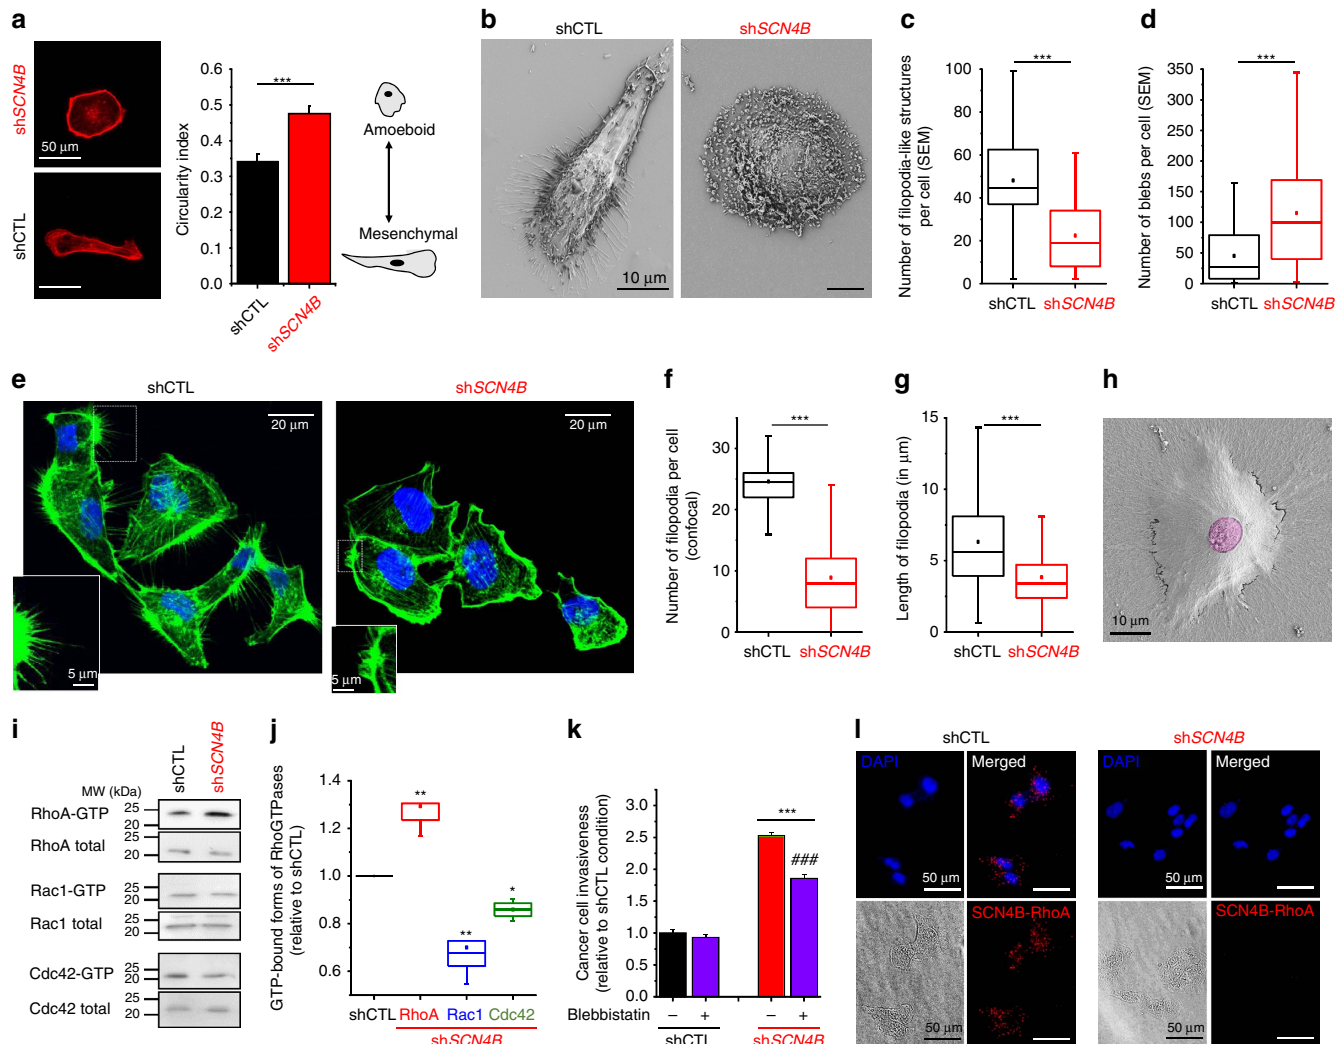 a
shSCN4B
50 μm
shCTL
Circularity index
0.6
0.5
0.4
0.3
0.2
0.1
0.0
***
shCTL
shSCN4B
Amoeboid
Mesenchymal
b
shCTL
shSCN4B
10 μm
c
Number of filopodia-like structures
per cell (SEM)
100
80
60
40
20
0
***
shCTL
shSCN4B
d
Number of blebs per cell (SEM)
350
300
250
200
150
100
50
0
***
shCTL
shSCN4B
e
shCTL
shSCN4B
20 μm
20 μm
5 μm
5 μm
f
Number of filopodia per cell
(confocal)
30
20
10
0
***
shCTL
shSCN4B
g
Length of filopodia (in μm)
15
10
5
0
***
shCTL
shSCN4B
h
10 μm
i
shCTL
shSCN4B
MW (kDa)
RhoA-GTP
25
20
RhoA total
25
20
Rac1-GTP
25
20
Rac1 total
25
20
Cdc42-GTP
25
20
Cdc42 total
25
20
j
GTP-bound forms of RhoGTPases
(relative to shCTL)
1.4
1.2
1.0
0.8
0.6
**
**
*
shCTL
RhoA
Rac1
Cdc42
shSCN4B
k
Cancer cell invasiveness
(relative to shCTL condition)
3.0
2.5
2.0
1.5
1.0
0.5
0.0
***
###
Blebbistatin
–
+
–
+
shCTL
shSCN4B
l
shCTL
shSCN4B
DAPI
Merged
DAPI
Merged
50 μm
50 μm
SCN4B-RhoA
SCN4B-RhoA
50 μm
50 μm